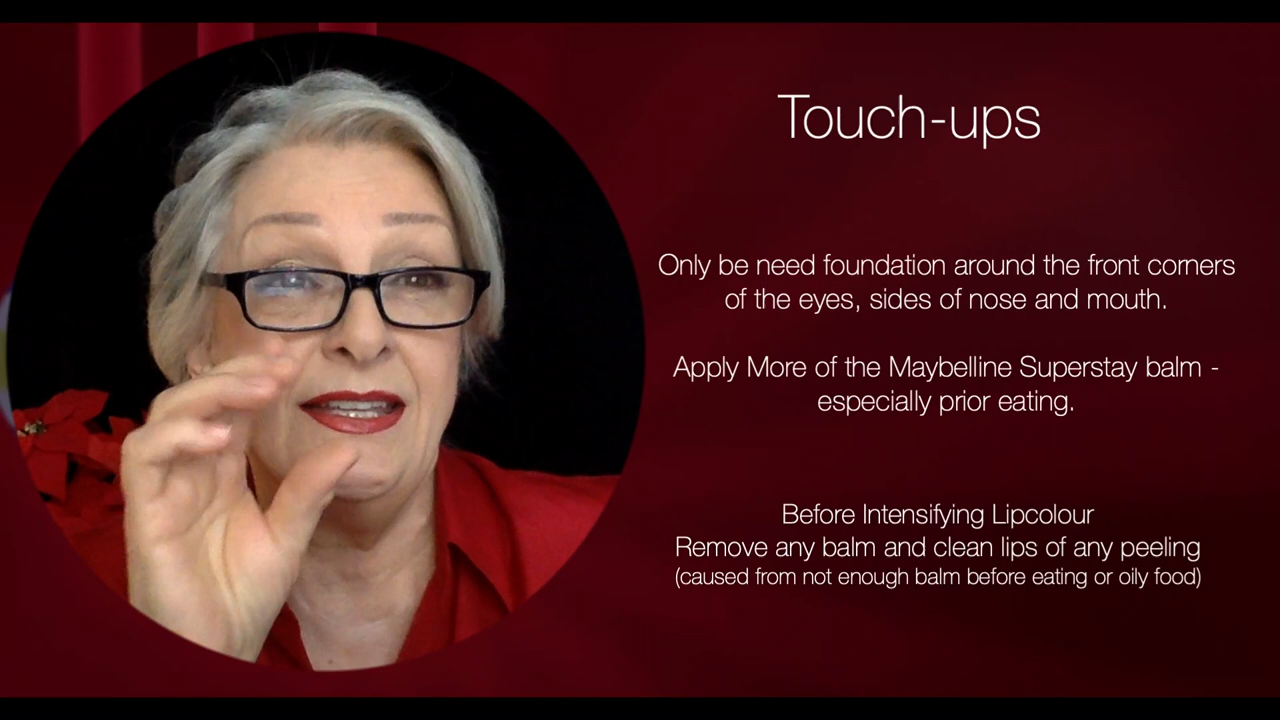 Touch-ups
Only be need foundation around the front corners
of the eyes, sides of nose and mouth.
Apply More of the Maybelline Superstay balm -
especially prior eating.
Before Intensifying Lipcolour
Remove any balm and clean lips of any peeling
(caused from not enough balm before eating or oily food)